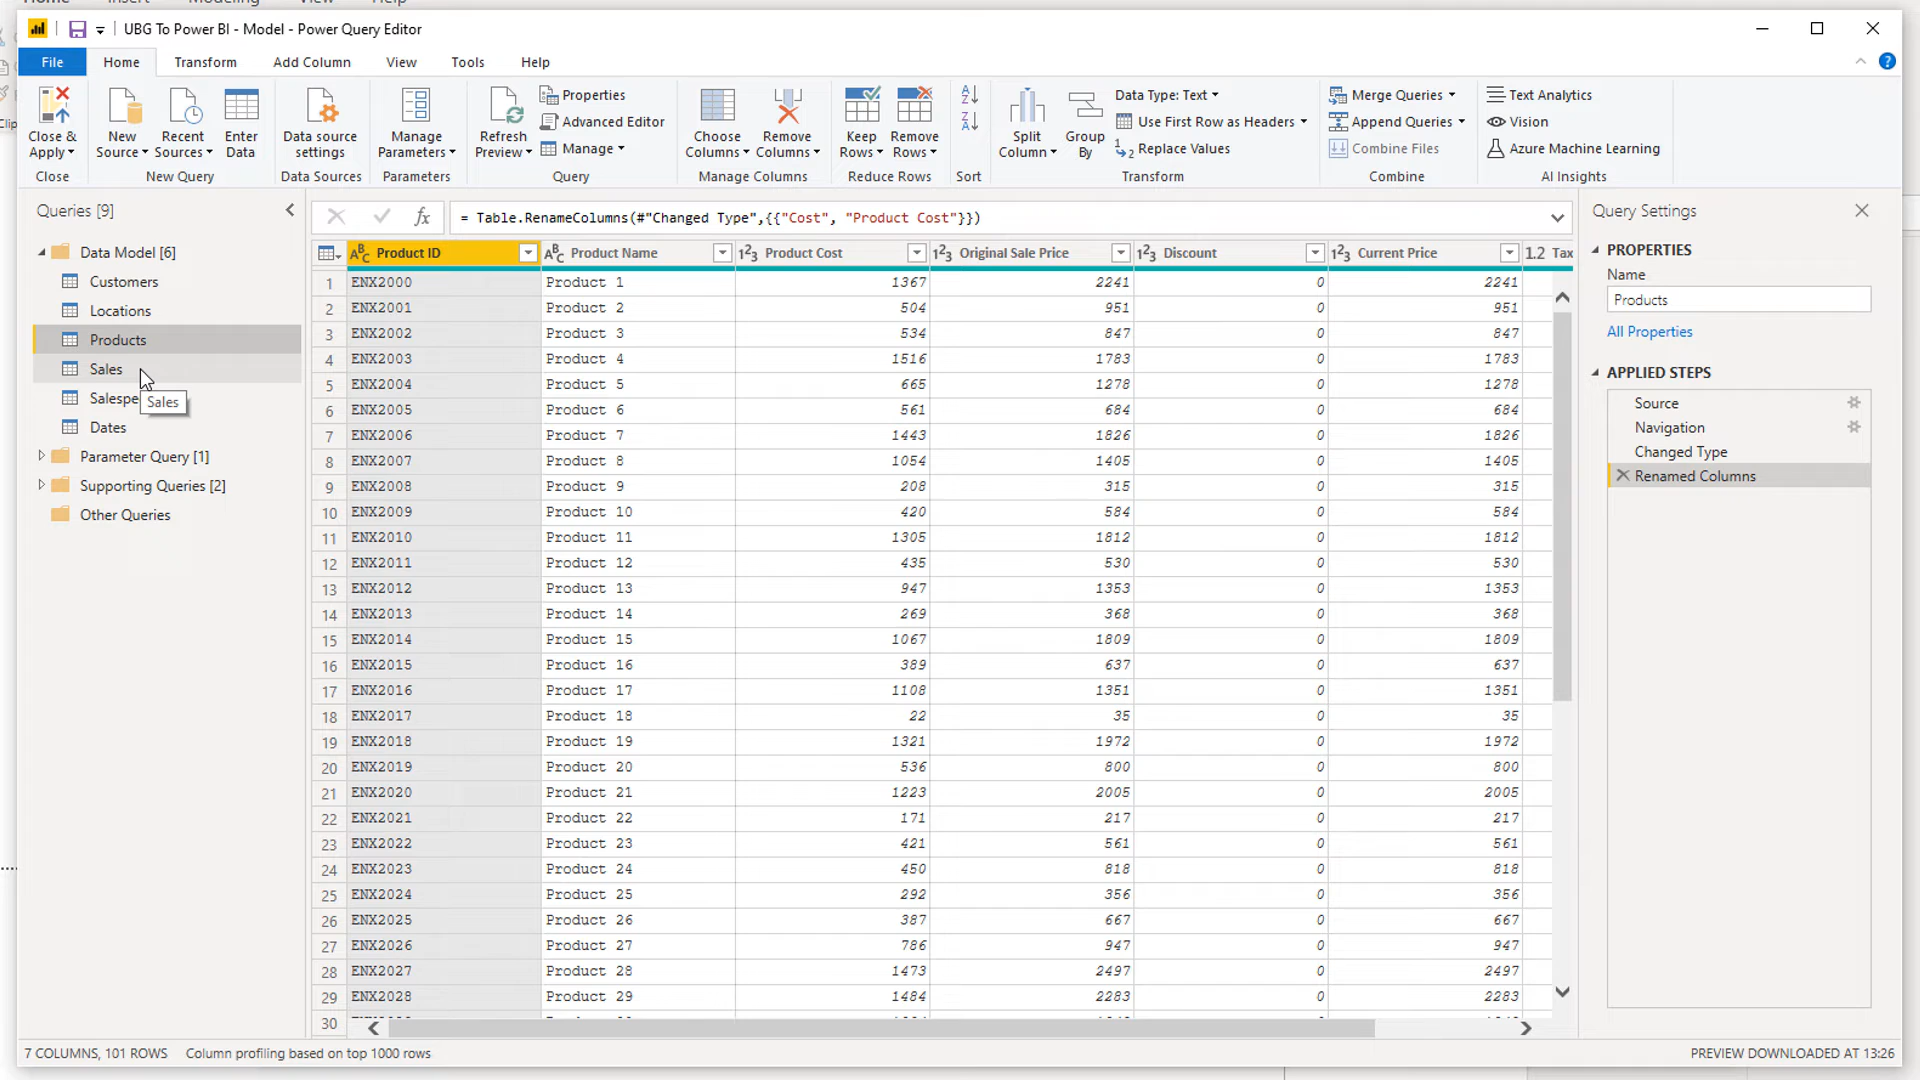 Home Insert Modeling View Help
UBG To Power BI - Model - Power Query Editor
File Home Transform Add Column View Tools Help
Close & Apply
New Source
Recent Sources
Enter Data
Data source settings
Manage Parameters
Refresh Preview
Properties
Advanced Editor
Manage
Choose Columns
Remove Columns
Keep Rows
Remove Rows
Split Column
Group By
Data Type: Text
Use First Row as Headers
Replace Values
Merge Queries
Append Queries
Combine Files
Text Analytics
Vision
Azure Machine Learning
Close New Query Data Sources Parameters Query Manage Columns Reduce Rows Sort Transform Combine AI Insights
Queries [9]
Data Model [6]
Customers
Locations
Products
Sales
Salespe
Sales
Dates
Parameter Query [1]
Supporting Queries [2]
Other Queries
= Table.RenameColumns(#"Changed Type",{{"Cost", "Product Cost"}})
Product ID Product Name Product Cost Original Sale Price Discount Current Price 1.2 Tax
1 ENX2000 Product 1 1367 2241 0 2241
2 ENX2001 Product 2 504 951 0 951
3 ENX2002 Product 3 534 847 0 847
4 ENX2003 Product 4 1516 1783 0 1783
5 ENX2004 Product 5 665 1278 0 1278
6 ENX2005 Product 6 561 684 0 684
7 ENX2006 Product 7 1443 1826 0 1826
8 ENX2007 Product 8 1054 1405 0 1405
9 ENX2008 Product 9 208 315 0 315
10 ENX2009 Product 10 420 584 0 584
11 ENX2010 Product 11 1305 1812 0 1812
12 ENX2011 Product 12 435 530 0 530
13 ENX2012 Product 13 947 1353 0 1353
14 ENX2013 Product 14 269 368 0 368
15 ENX2014 Product 15 1067 1809 0 1809
16 ENX2015 Product 16 389 637 0 637
17 ENX2016 Product 17 1108 1351 0 1351
18 ENX2017 Product 18 22 35 0 35
19 ENX2018 Product 19 1321 1972 0 1972
20 ENX2019 Product 20 536 800 0 800
21 ENX2020 Product 21 1223 2005 0 2005
22 ENX2021 Product 22 171 217 0 217
23 ENX2022 Product 23 421 561 0 561
24 ENX2023 Product 24 450 818 0 818
25 ENX2024 Product 25 292 356 0 356
26 ENX2025 Product 26 387 667 0 667
27 ENX2026 Product 27 786 947 0 947
28 ENX2027 Product 28 1473 2497 0 2497
29 ENX2028 Product 29 1484 2283 0 2283
30
Query Settings
PROPERTIES
Name
Products
All Properties
APPLIED STEPS
Source
Navigation
Changed Type
Renamed Columns
7 COLUMNS, 101 ROWS Column profiling based on top 1000 rows PREVIEW DOWNLOADED AT 13:26